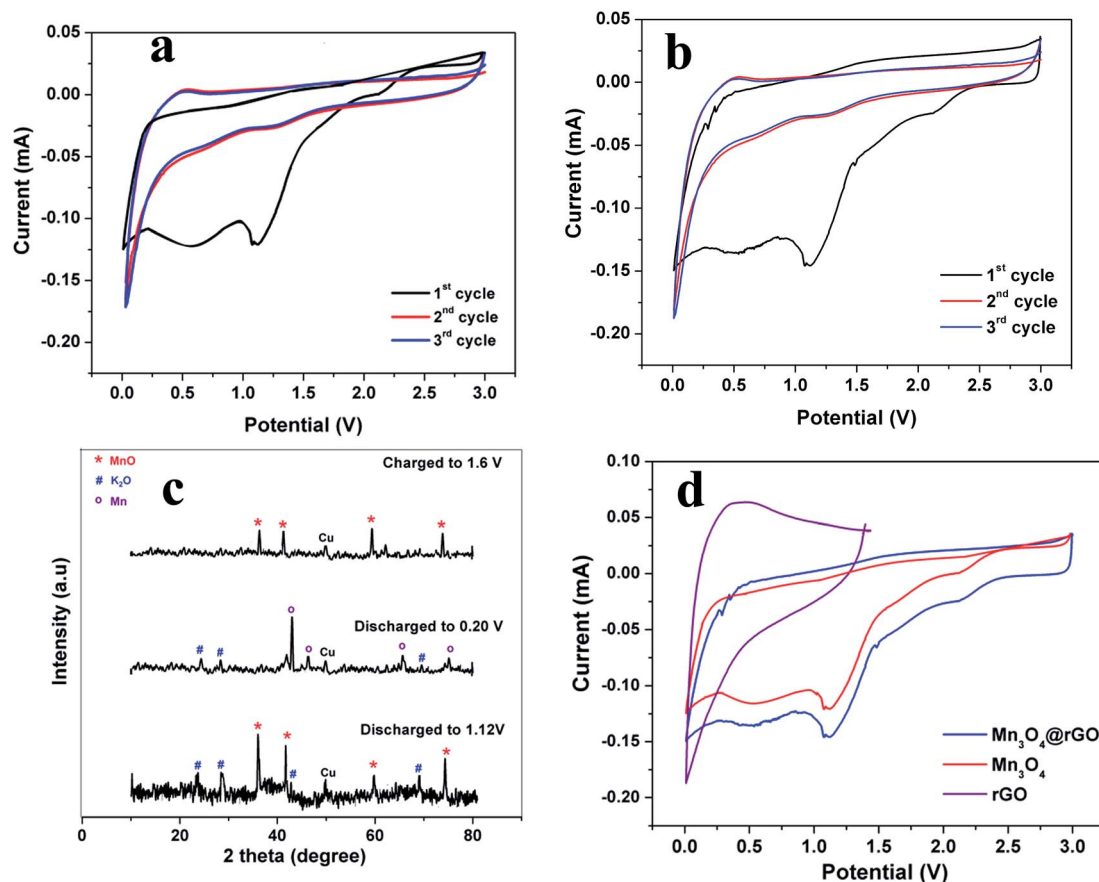 a
0.05
0.00
-0.05
-0.10
-0.15
-0.20
Current (mA)
1st cycle
2nd cycle
3rd cycle
0.0 0.5 1.0 1.5 2.0 2.5 3.0
Potential (V)
b
0.05
0.00
-0.05
-0.10
-0.15
-0.20
Current (mA)
1st cycle
2nd cycle
3rd cycle
0.0 0.5 1.0 1.5 2.0 2.5 3.0
Potential (V)
* MnO
# K2O
o Mn
c
Charged to 1.6 V
* * Cu * *
Discharged to 0.20 V
# # o o Cu o # o
Discharged to 1.12V
# # * * # Cu * # *
Intensity (a.u)
0 20 40 60 80
2 theta (degree)
d
0.10
0.05
0.00
-0.05
-0.10
-0.15
-0.20
Current (mA)
Mn3O4@rGO
Mn3O4
rGO
0.0 0.5 1.0 1.5 2.0 2.5 3.0
Potential (V)